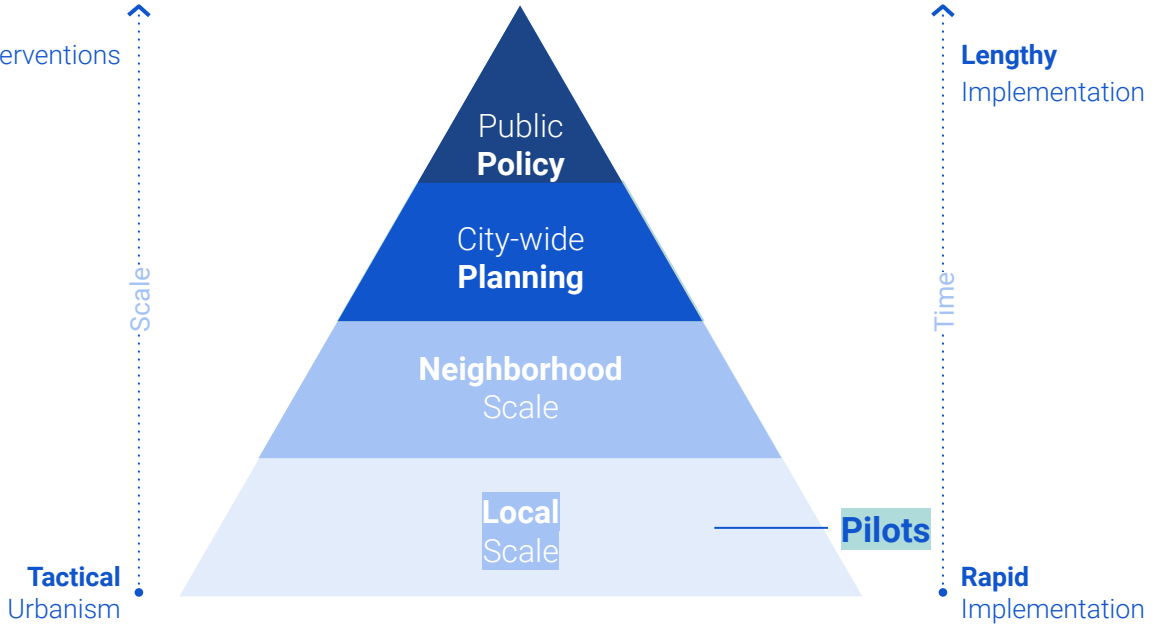 erventions
Lengthy
Implementation
Public
Policy
City-wide
Planning
Scale
Time
Neighborhood
Scale
Local
Scale
Pilots
Tactical
Urbanism
Rapid
Implementation